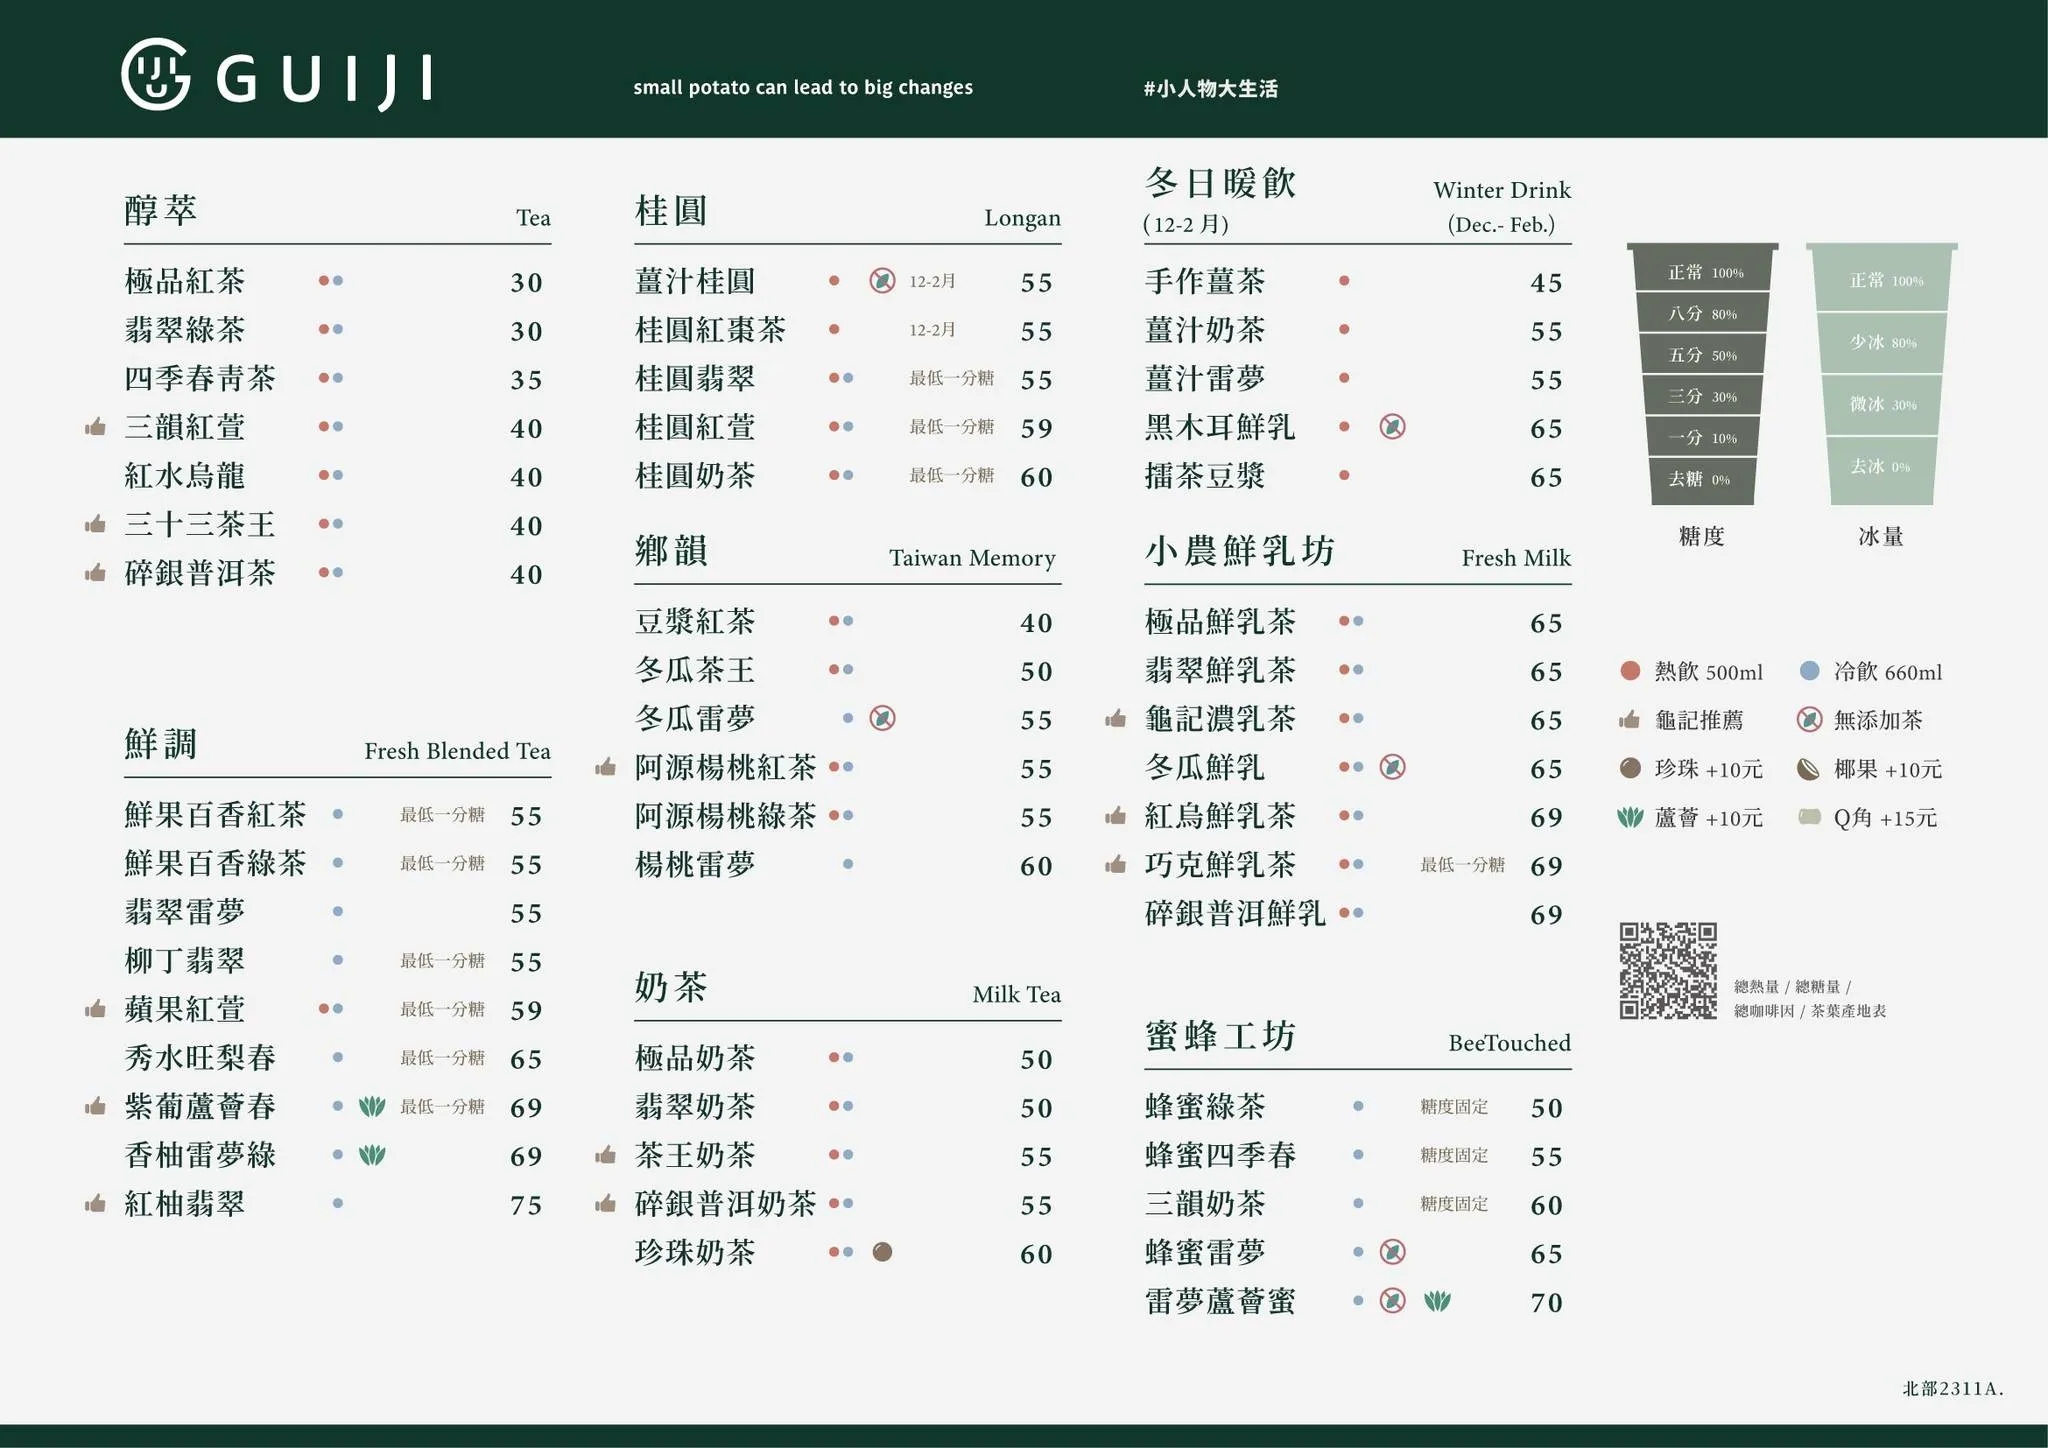 GUIJI
small potato can lead to big changes
#小人物大生活
醇萃 Tea
極品紅茶 30
翡翠綠茶 30
四季春青茶 35
三韻紅萱 40
紅水烏龍 40
三十三茶王 40
碎銀普洱茶 40
鮮調 Fresh Blended Tea
鮮果百香紅茶 最低一分糖 55
鮮果百香綠茶 最低一分糖 55
翡翠雷夢 55
柳丁翡翠 最低一分糖 55
蘋果紅萱 最低一分糖 59
秀水旺梨春 最低一分糖 65
紫葡蘆薈春 最低一分糖 69
香柚雷夢綠 69
紅柚翡翠 75
桂圓 Longan
薑汁桂圓 12-2月 55
桂圓紅棗茶 12-2月 55
桂圓翡翠 最低一分糖 55
桂圓紅萱 最低一分糖 59
桂圓奶茶 最低一分糖 60
鄉韻 Taiwan Memory
豆漿紅茶 40
冬瓜茶王 50
冬瓜雷夢 55
阿源楊桃紅茶 55
阿源楊桃綠茶 55
楊桃雷夢 60
奶茶 Milk Tea
極品奶茶 50
翡翠奶茶 50
茶王奶茶 55
碎銀普洱奶茶 55
珍珠奶茶 60
冬日暖飲 Winter Drink
(12-2 月) (Dec.- Feb.)
手作薑茶 45
薑汁奶茶 55
薑汁雷夢 55
黑木耳鮮乳 65
擂茶豆漿 65
小農鮮乳坊 Fresh Milk
極品鮮乳茶 65
翡翠鮮乳茶 65
龜記濃乳茶 65
冬瓜鮮乳 65
紅烏鮮乳茶 69
巧克鮮乳茶 最低一分糖 69
碎銀普洱鮮乳 69
蜜蜂工坊 BeeTouched
蜂蜜綠茶 糖度固定 50
蜂蜜四季春 糖度固定 55
三韻奶茶 糖度固定 60
蜂蜜雷夢 65
雷夢蘆薈蜜 70
正常 100%
八分 80%
五分 50%
三分 30%
一分 10%
去糖 0%
糖度
正常 100%
少冰 80%
微冰 30%
去冰 0%
冰量
熱飲 500ml 冷飲 660ml
龜記推薦 無添加茶
珍珠 +10元 椰果 +10元
蘆薈 +10元 Q角 +15元
總熱量 / 總糖量 /
總咖啡因 / 茶葉產地表
北部2311A.